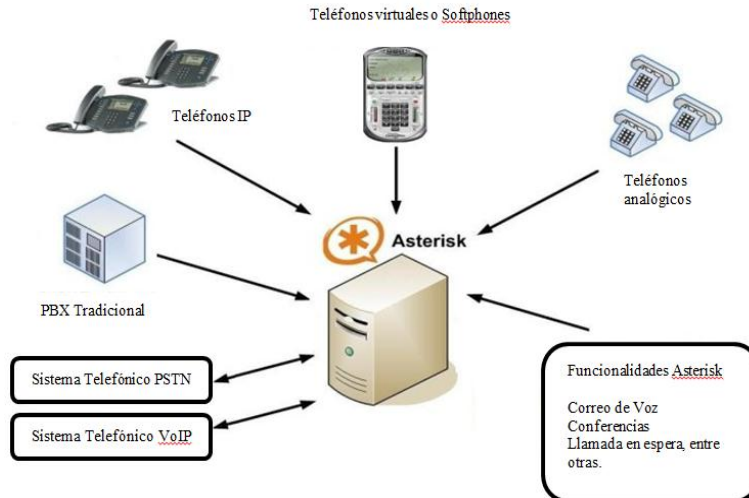 Teléfonos virtuales o Softphones
Teléfonos IP
Teléfonos
analógicos
Asterisk
PBX Tradicional
Sistema Telefónico PSTN
Sistema Telefónico VoIP
Funcionalidades Asterisk
Correo de Voz
Conferencias
Llamada en espera, entre
otras.